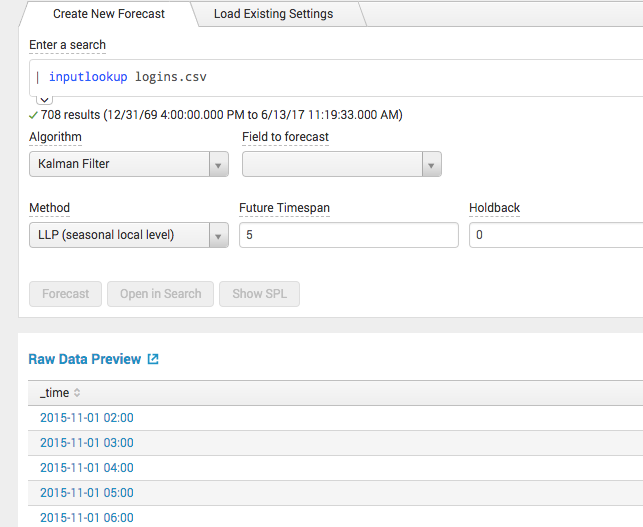 Create New Forecast Load Existing Settings
Enter a search
| inputlookup logins.csv
708 results (12/31/69 4:00:00.000 PM to 6/13/17 11:19:33.000 AM)
Algorithm Field to forecast
Kalman Filter
Method Future Timespan Holdback
LLP (seasonal local level) 5 0
Forecast Open in Search Show SPL
Raw Data Preview
_time
2015-11-01 02:00
2015-11-01 03:00
2015-11-01 04:00
2015-11-01 05:00
2015-11-01 06:00